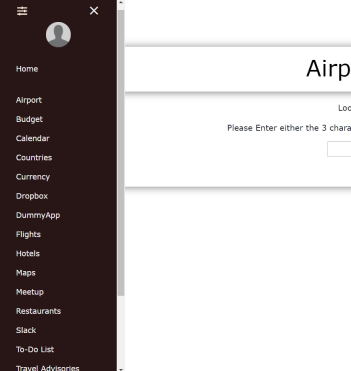 Home
Airport
Budget
Calendar
Countries
Currency
Dropbox
DummyApp
Flights
Hotels
Maps
Meetup
Restaurants
Slack
To-Do List
Travel Advisories
Airp
Loo
Please Enter either the 3 chara